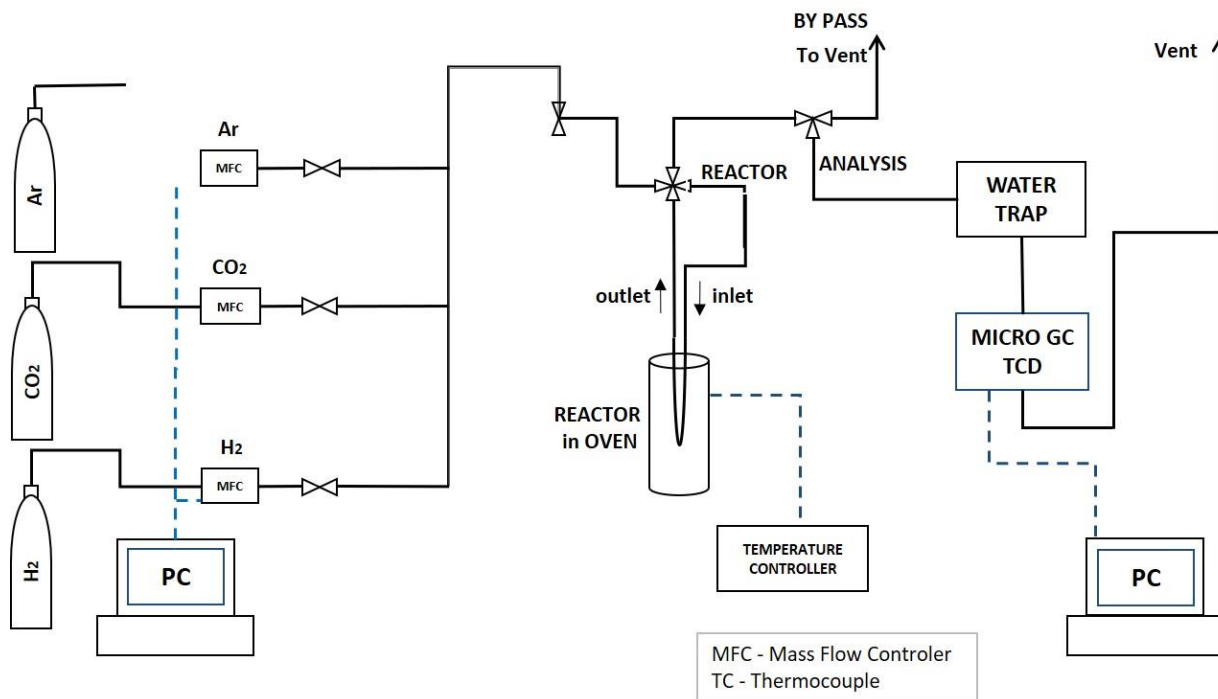 BY PASS
To Vent
Vent
Ar
Ar
MFC
REACTOR
ANALYSIS
WATER
TRAP
CO2
CO2
MFC
outlet
inlet
MICRO GC
TCD
REACTOR
in OVEN
H2
H2
MFC
TEMPERATURE
CONTROLLER
PC
PC
MFC - Mass Flow Controler
TC - Thermocouple